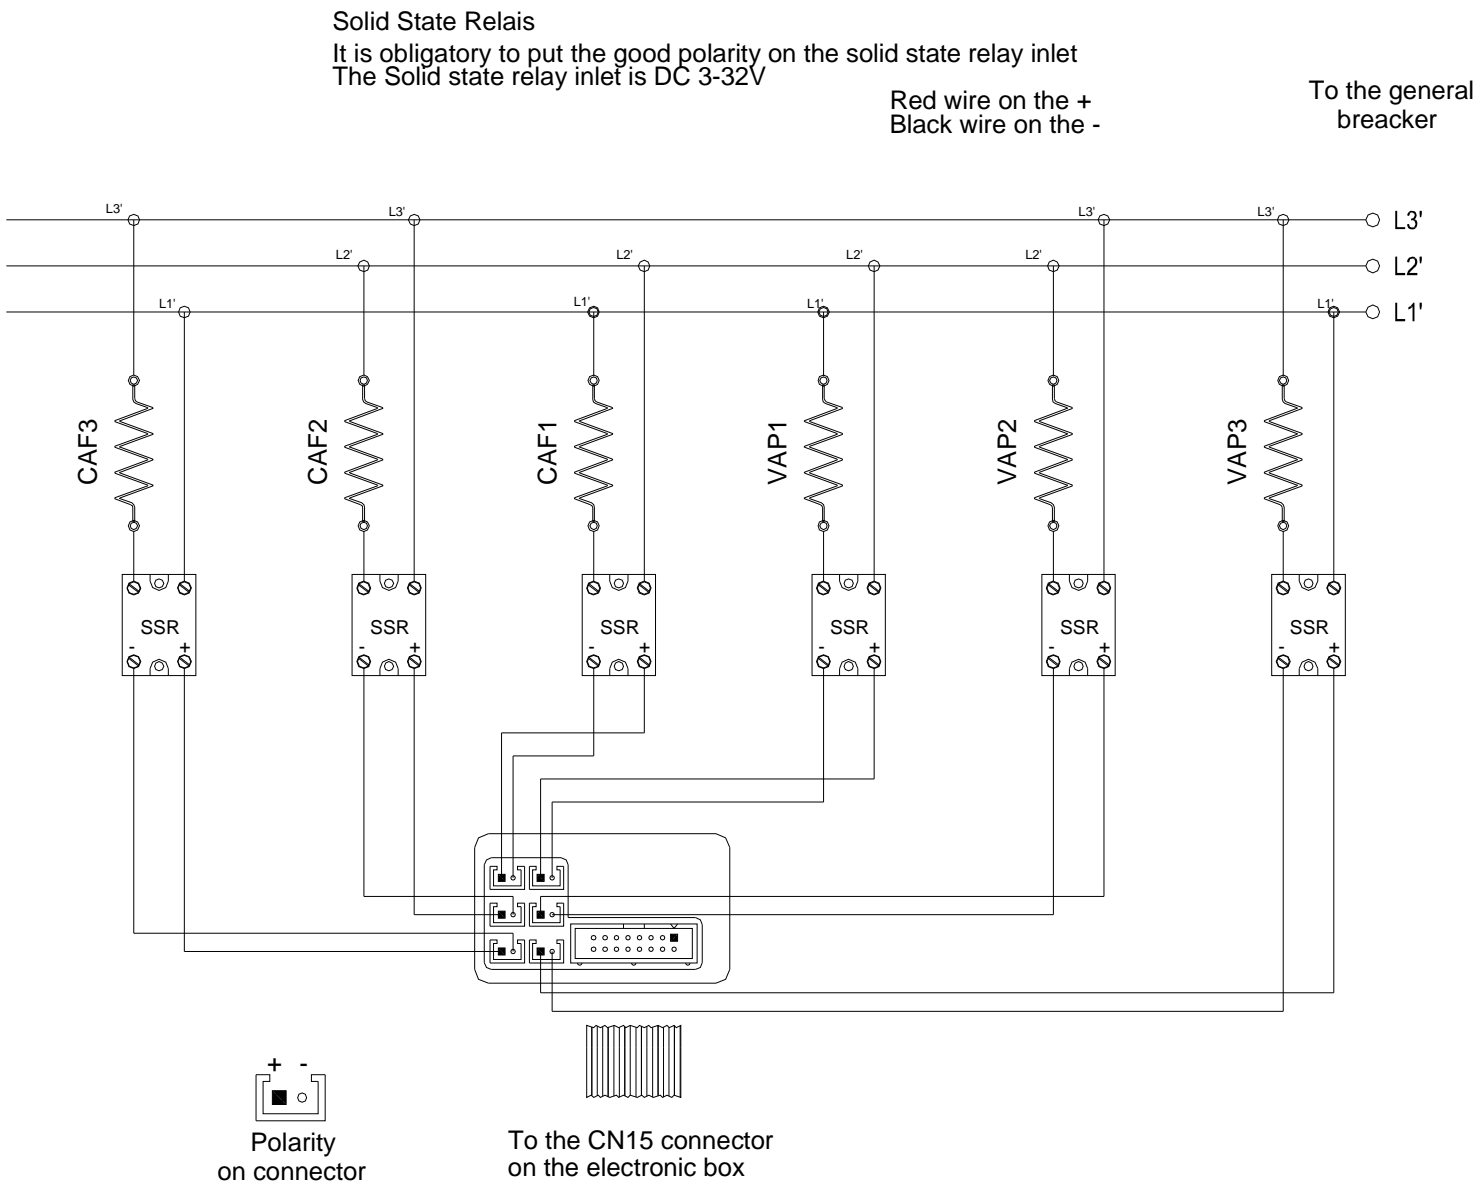 Solid State Relais
It is obligatory to put the good polarity on the solid state relay inlet
The Solid state relay inlet is DC 3-32V
Red wire on the +
Black wire on the -
To the general
breacker
L3' L3' L3' L3' L3'
L2' L2' L2' L2' L2'
L1' L1' L1' L1' L1'
CAF3 CAF2 CAF1 VAP1 VAP2 VAP3
SSR SSR SSR SSR SSR SSR
- + - + - + - + - + - +
+ -
Polarity
on connector
To the CN15 connector
on the electronic box